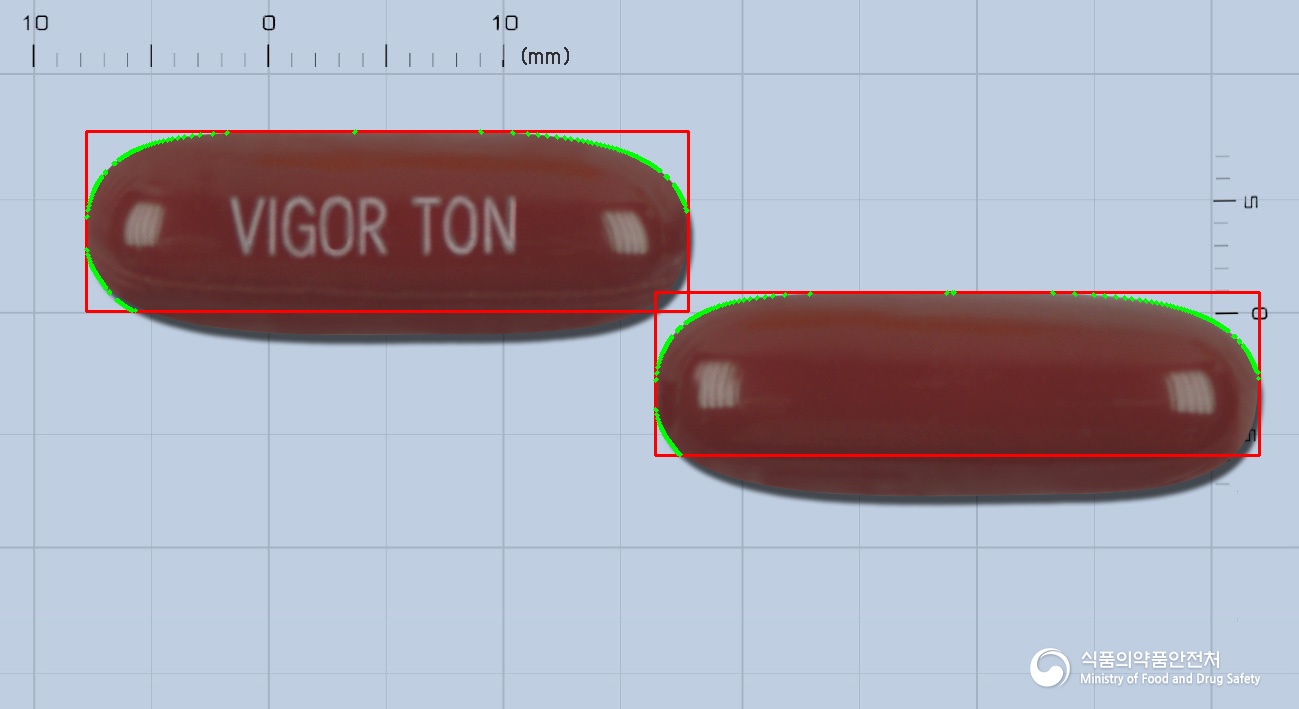 10 0 10
(mm)
VIGOR TON
5
0
5
식품의약품안전처
Ministry of Food and Drug Safety